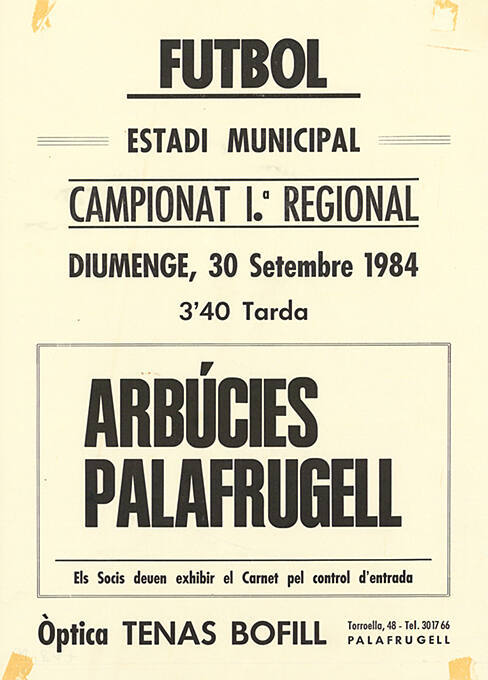 FUTBOL
ESTADI MUNICIPAL
CAMPIONAT I.ª REGIONAL
DIUMENGE, 30 Setembre 1984
3'40 Tarda
ARBÚCIES
PALAFRUGELL
Els Socis deuen exhibir el Carnet pel control d'entrada
Òptica TENAS BOFILL
Torroella, 48 - Tel. 301766
PALAFRUGELL